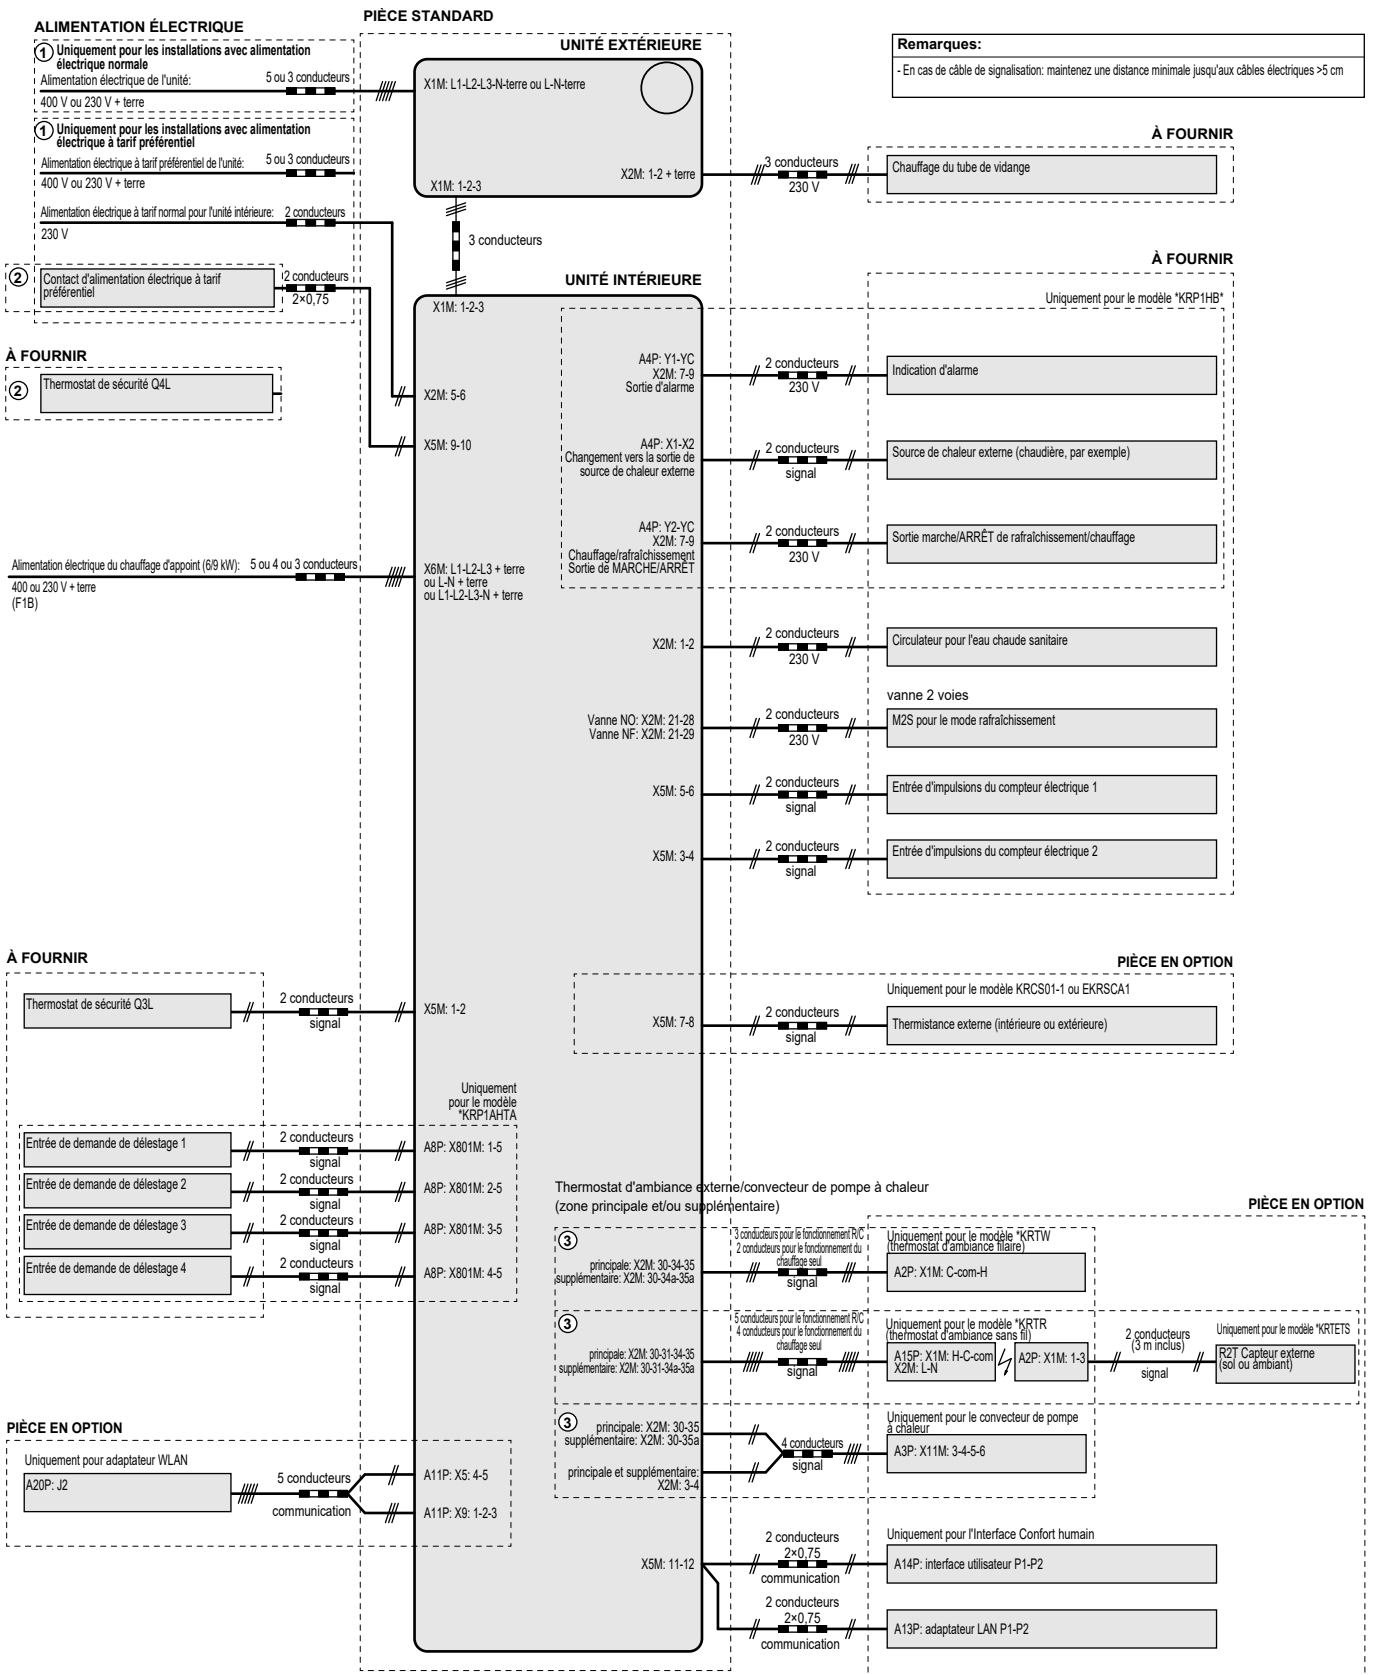 PIÈCE STANDARD
ALIMENTATION ÉLECTRIQUE
1 Uniquement pour les installations avec alimentation
électrique normale
Alimentation électrique de l'unité:
5 ou 3 conducteurs
400 V ou 230 V + terre
1 Uniquement pour les installations avec alimentation
électrique à tarif préférentiel
Alimentation électrique à tarif préférentiel de l'unité:
5 ou 3 conducteurs
400 V ou 230 V + terre
Alimentation électrique à tarif normal pour l'unité intérieure:
2 conducteurs
230 V
2
Contact d'alimentation électrique à tarif
préférentiel
2 conducteurs
2×0,75
À FOURNIR
2
Thermostat de sécurité Q4L
Alimentation électrique du chauffage d'appoint (6/9 kW):
5 ou 4 ou 3 conducteurs
400 ou 230 V + terre
(F1B)
À FOURNIR
Thermostat de sécurité Q3L
2 conducteurs
signal
Entrée de demande de délestage 1
2 conducteurs
signal
Entrée de demande de délestage 2
2 conducteurs
signal
Entrée de demande de délestage 3
2 conducteurs
signal
Entrée de demande de délestage 4
2 conducteurs
signal
PIÈCE EN OPTION
Uniquement pour adaptateur WLAN
A20P: J2
5 conducteurs
communication
UNITÉ EXTÉRIEURE
X1M: L1-L2-L3-N-terre ou L-N-terre
X2M: 1-2 + terre
X1M: 1-2-3
3 conducteurs
UNITÉ INTÉRIEURE
X1M: 1-2-3
X2M: 5-6
X5M: 9-10
X6M: L1-L2-L3 + terre
ou L-N + terre
ou L1-L2-L3-N + terre
X5M: 1-2
Uniquement
pour le modèle
*KRP1AHTA
A8P: X801M: 1-5
A8P: X801M: 2-5
A8P: X801M: 3-5
A8P: X801M: 4-5
A11P: X5: 4-5
A11P: X9: 1-2-3
Remarques:
- En cas de câble de signalisation: maintenez une distance minimale jusqu'aux câbles électriques >5 cm
À FOURNIR
3 conducteurs
230 V
Chauffage du tube de vidange
À FOURNIR
Uniquement pour le modèle *KRP1HB*
A4P: Y1-YC
X2M: 7-9
Sortie d'alarme
2 conducteurs
230 V
Indication d'alarme
A4P: X1-X2
Changement vers la sortie de
source de chaleur externe
2 conducteurs
signal
Source de chaleur externe (chaudière, par exemple)
A4P: Y2-YC
X2M: 7-9
Chauffage/rafraîchissement
Sortie de MARCHE/ARRÊT
2 conducteurs
230 V
Sortie marche/ARRÊT de rafraîchissement/chauffage
X2M: 1-2
2 conducteurs
230 V
Circulateur pour l'eau chaude sanitaire
vanne 2 voies
Vanne NO: X2M: 21-28
Vanne NF: X2M: 21-29
2 conducteurs
230 V
M2S pour le mode rafraîchissement
X5M: 5-6
2 conducteurs
signal
Entrée d'impulsions du compteur électrique 1
X5M: 3-4
2 conducteurs
signal
Entrée d'impulsions du compteur électrique 2
PIÈCE EN OPTION
Uniquement pour le modèle KRCS01-1 ou EKRSCA1
X5M: 7-8
2 conducteurs
signal
Thermistance externe (intérieure ou extérieure)
Thermostat d'ambiance externe/convecteur de pompe à chaleur
(zone principale et/ou supplémentaire)
PIÈCE EN OPTION
3
principale: X2M: 30-34-35
supplémentaire: X2M: 30-34a-35a
3 conducteurs pour le fonctionnement R/C
2 conducteurs pour le fonctionnement du
chauffage seul
signal
Uniquement pour le modèle *KRTW
(thermostat d'ambiance filaire)
A2P: X1M: C-com-H
3
principale: X2M: 30-31-34-35
supplémentaire: X2M: 30-31-34a-35a
5 conducteurs pour le fonctionnement R/C
4 conducteurs pour le fonctionnement du
chauffage seul
signal
Uniquement pour le modèle *KRTR
(thermostat d'ambiance sans fil)
A15P: X1M: H-C-com
X2M: L-N
A2P: X1M: 1-3
2 conducteurs
(3 m inclus)
signal
Uniquement pour le modèle *KRTETS
R2T Capteur externe
(sol ou ambiant)
3
principale: X2M: 30-35
supplémentaire: X2M: 30-35a
principale et supplémentaire:
X2M: 3-4
4 conducteurs
signal
Uniquement pour le convecteur de pompe
à chaleur
A3P: X11M: 3-4-5-6
X5M: 11-12
2 conducteurs
2×0,75
communication
Uniquement pour l'Interface Confort humain
A14P: interface utilisateur P1-P2
2 conducteurs
2×0,75
communication
A13P: adaptateur LAN P1-P2